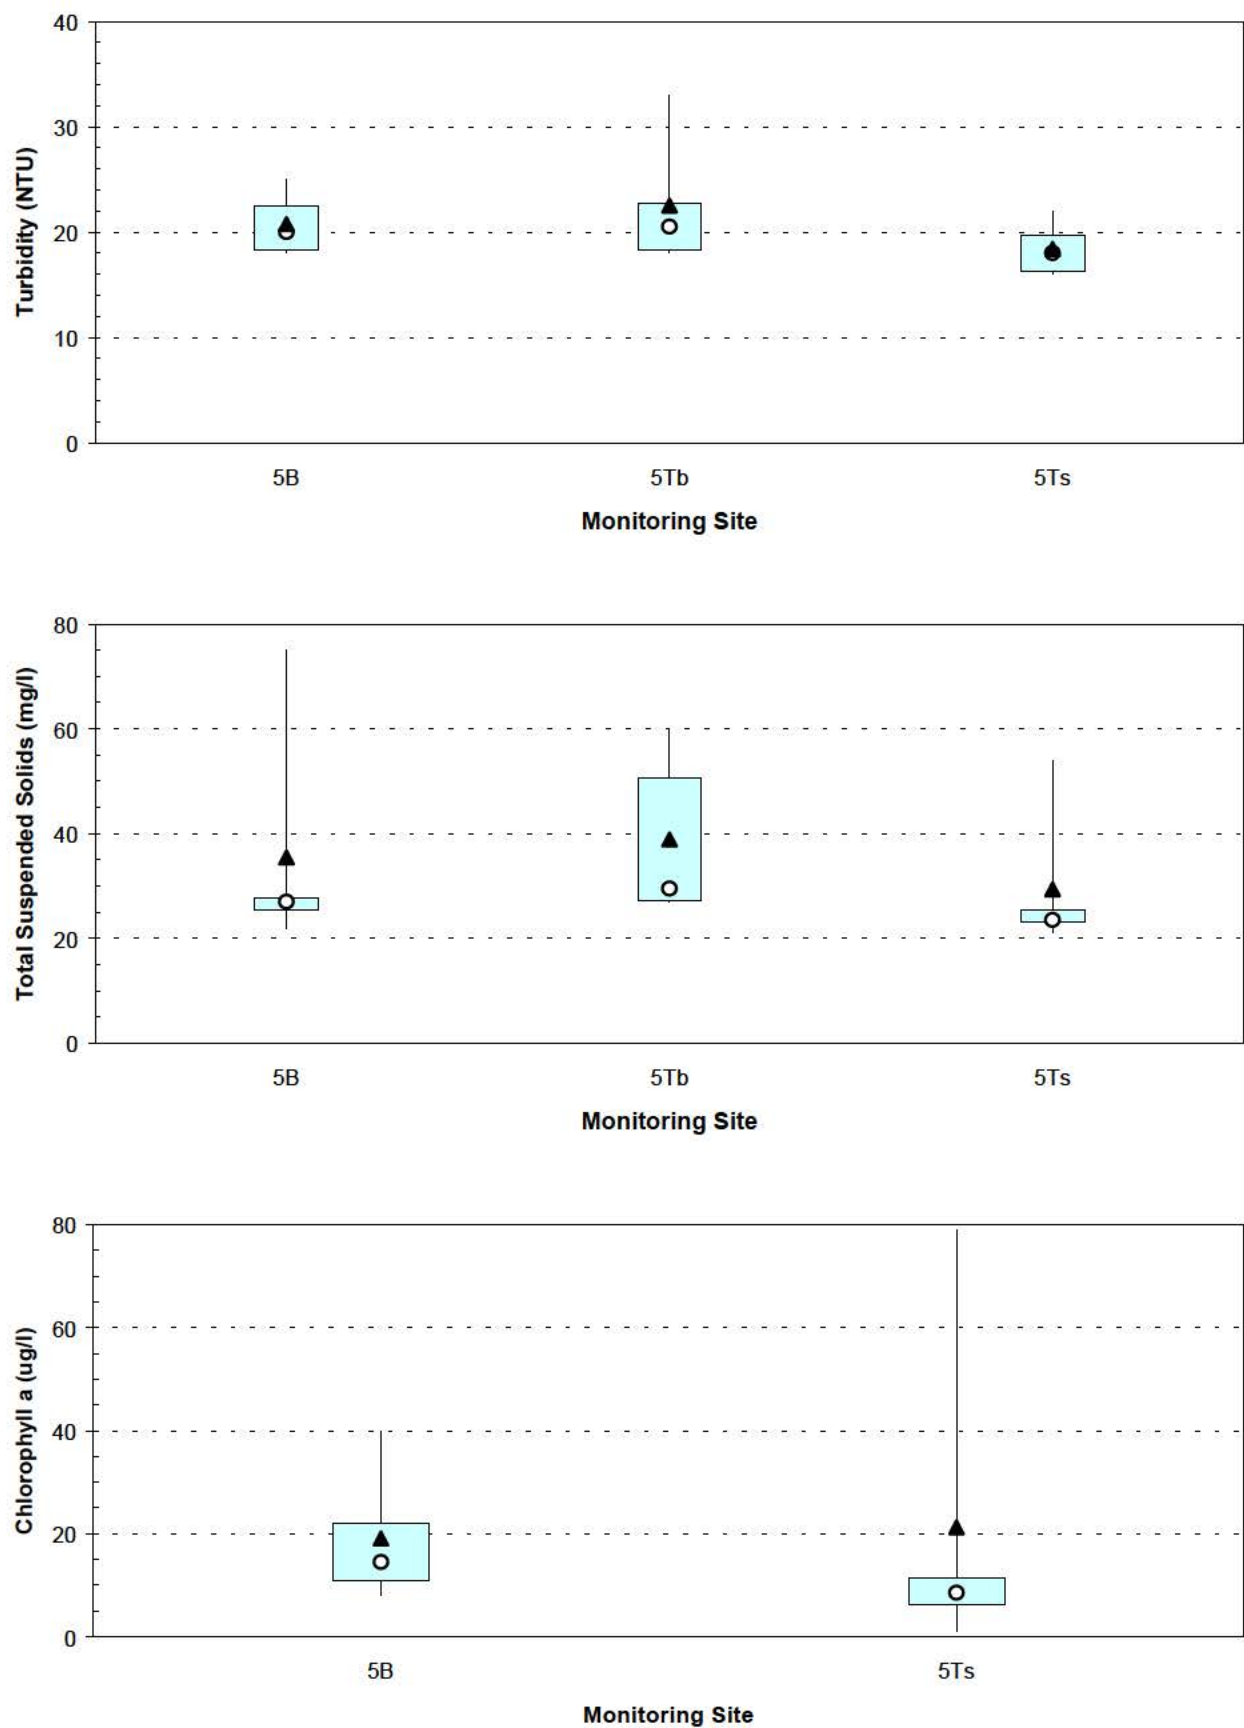 40
30
20
10
0
Turbidity (NTU)
5B 5Tb 5Ts
Monitoring Site
80
60
40
20
0
Total Suspended Solids (mg/l)
5B 5Tb 5Ts
Monitoring Site
80
60
40
20
0
Chlorophyll a (ug/l)
5B 5Ts
Monitoring Site